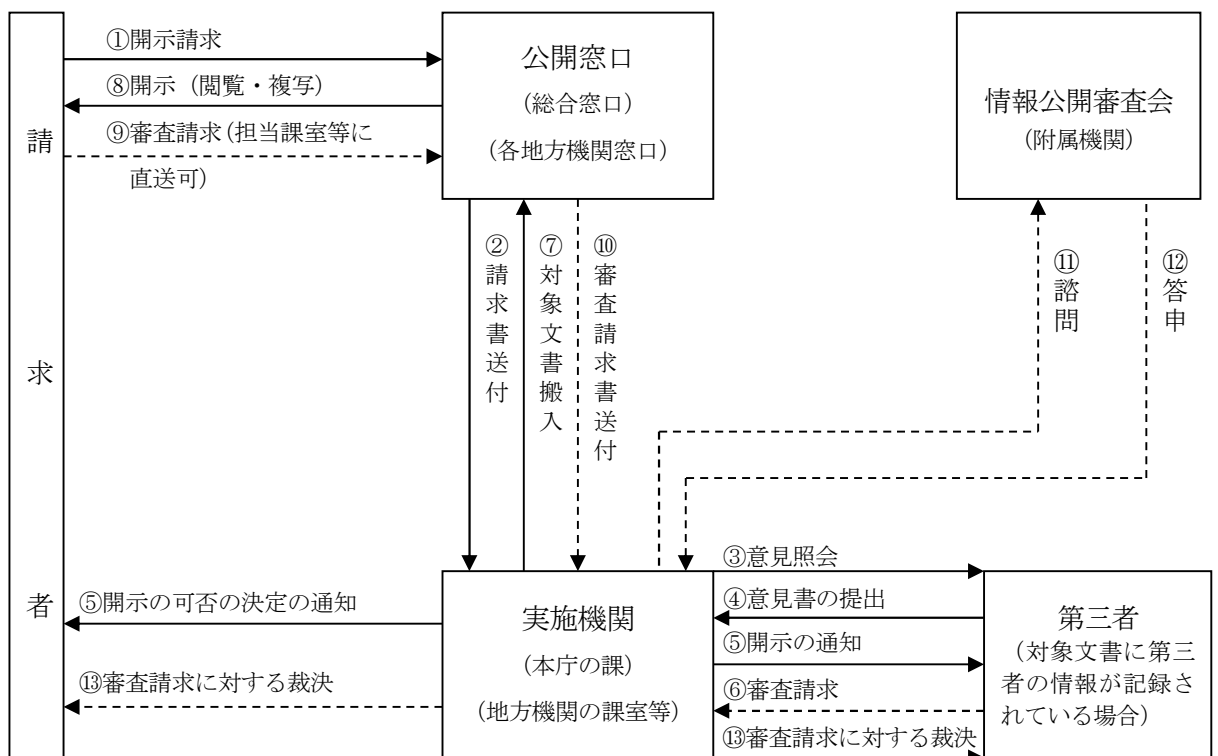 ①開示請求
⑧開示（閲覧・複写）
⑨審査請求（担当課室等に
直送可）
請求者
公開窓口
（総合窓口）
（各地方機関窓口）
情報公開審査会
（附属機関）
②請求書送付
⑦対象文書搬入
⑩審査請求書送付
⑪諮問
⑫答申
⑤開示の可否の決定の通知
⑬審査請求に対する裁決
実施機関
（本庁の課）
（地方機関の課室等）
③意見照会
④意見書の提出
⑤開示の通知
⑥審査請求
⑬審査請求に対する裁決
第三者
（対象文書に第三
者の情報が記録さ
れている場合）